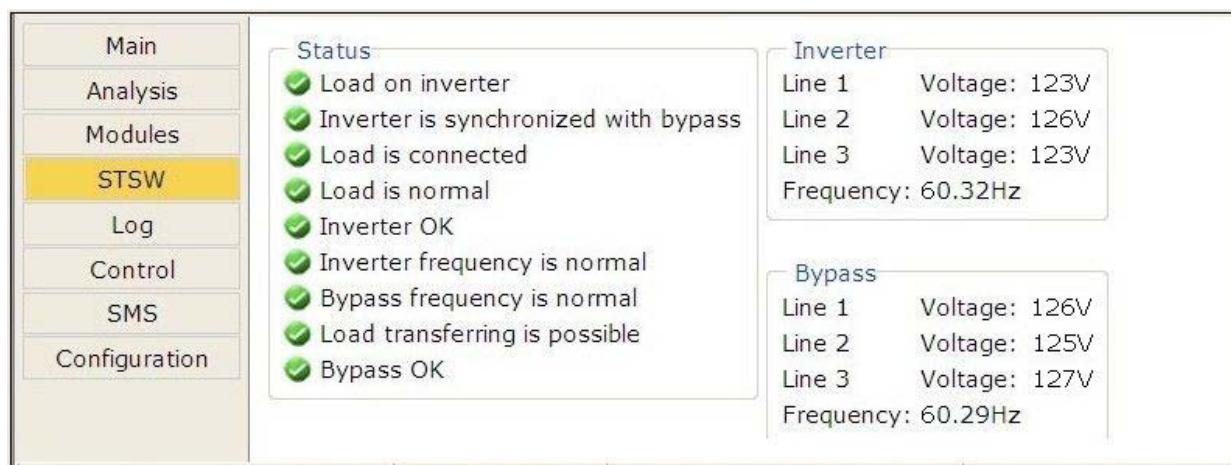 Main
Analysis
Modules
STSW
Log
Control
SMS
Configuration
Status
Load on inverter
Inverter is synchronized with bypass
Load is connected
Load is normal
Inverter OK
Inverter frequency is normal
Bypass frequency is normal
Load transferring is possible
Bypass OK
Inverter
Line 1 Voltage: 123V
Line 2 Voltage: 126V
Line 3 Voltage: 123V
Frequency: 60.32Hz
Bypass
Line 1 Voltage: 126V
Line 2 Voltage: 125V
Line 3 Voltage: 127V
Frequency: 60.29Hz